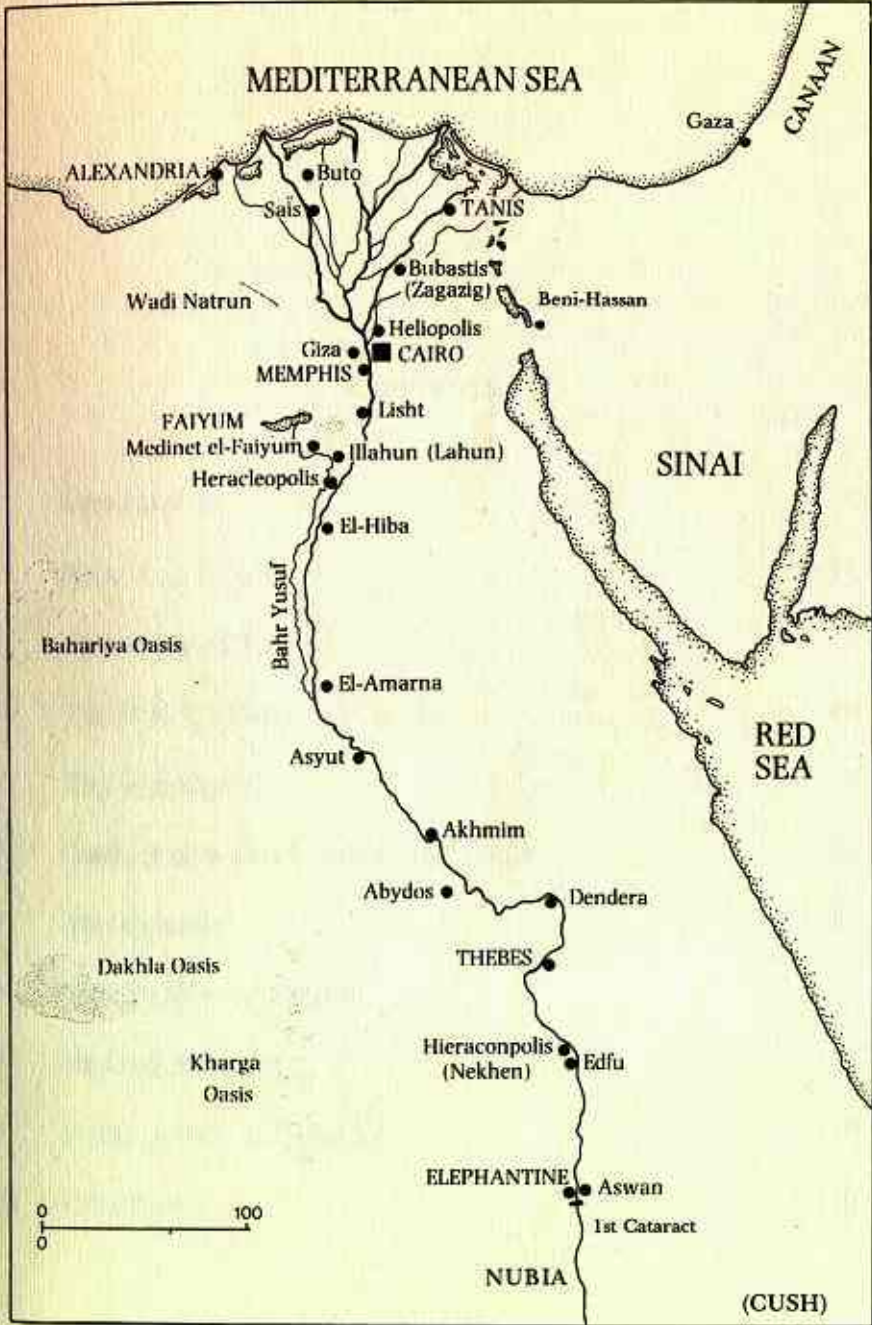 MEDITERRANEAN SEA
CANAAN
Gaza
ALEXANDRIA
Buto
Saïs
TANIS
Bubastis
(Zagazig)
Wadi Natrun
Beni-Hassan
Heliopolis
Giza
CAIRO
MEMPHIS
FAIYUM
Lisht
Medinet el-Faiyum
Illahun (Lahun)
SINAI
Heracleopolis
El-Hiba
Bahr Yusuf
Bahariya Oasis
El-Amarna
RED
SEA
Asyut
Akhmim
Abydos
Dendera
THEBES
Dakhla Oasis
Hieraconpolis
(Nekhen)
Edfu
Kharga
Oasis
ELEPHANTINE
Aswan
0 100
0
1st Cataract
NUBIA
(CUSH)